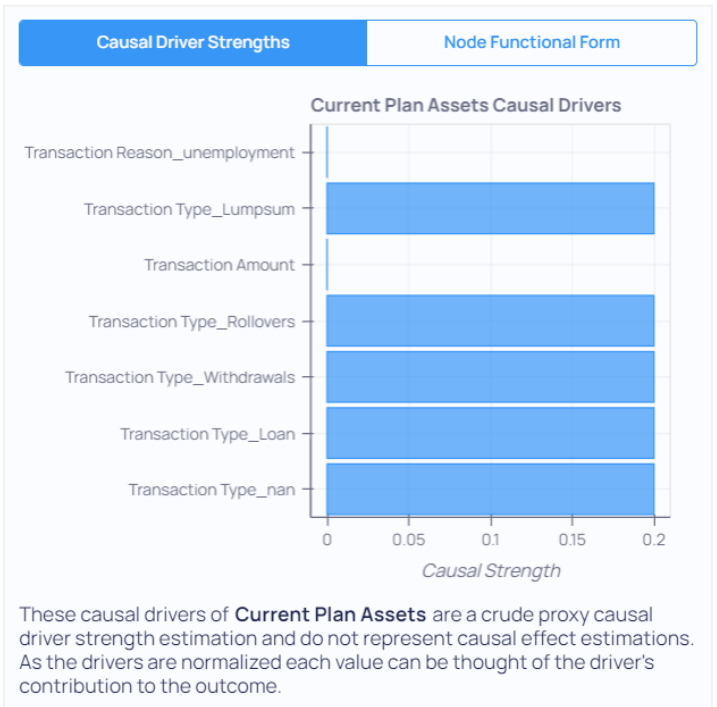 Causal Driver Strengths
Node Functional Form
Current Plan Assets Causal Drivers
Transaction Reason_unemployment
Transaction Type_Lumpsum
Transaction Amount
Transaction Type_Rollovers
Transaction Type_Withdrawals
Transaction Type_Loan
Transaction Type_nan
0 0.05 0.1 0.15 0.2
Causal Strength
These causal drivers of Current Plan Assets are a crude proxy causal
driver strength estimation and do not represent causal effect estimations.
As the drivers are normalized each value can be thought of the driver's
contribution to the outcome.